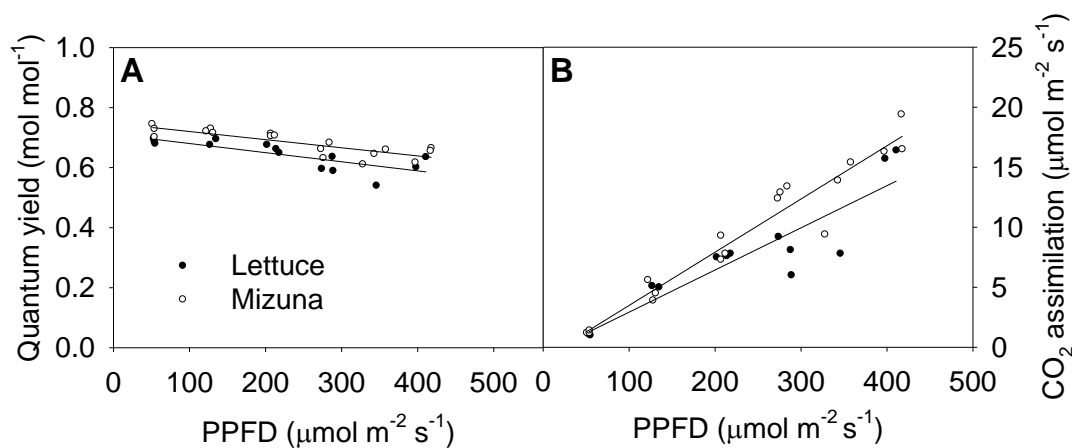 A
B
Quantum yield (mol mol⁻¹)
1.0
0.8
0.6
0.4
0.2
0.0
Lettuce
Mizuna
0 100 200 300 400 500
PPFD (μmol m⁻² s⁻¹)
25
20
15
10
5
0
CO₂ assimilation (μmol m⁻² s⁻¹)
0 100 200 300 400 500
PPFD (μmol m⁻² s⁻¹)